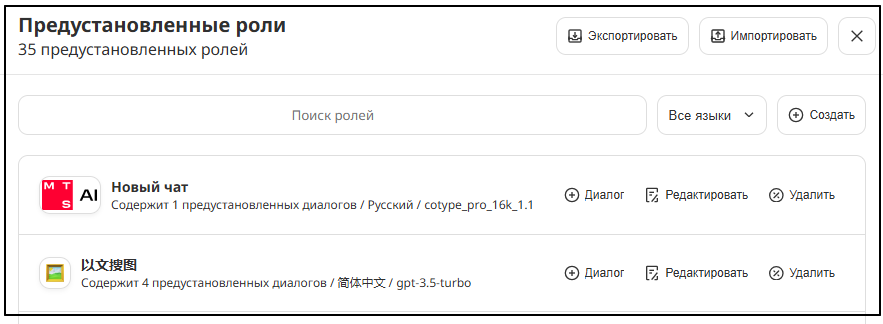 Предустановленные роли
35 предустановленных ролей
Экспортировать
Импортировать
Поиск ролей
Все языки
Создать
M T S AI
Новый чат
Содержит 1 предустановленных диалогов / Русский / cotype_pro_16k_1.1
Диалог
Редактировать
Удалить
以文搜图
Содержит 4 предустановленных диалогов / 简体中文 / gpt-3.5-turbo
Диалог
Редактировать
Удалить